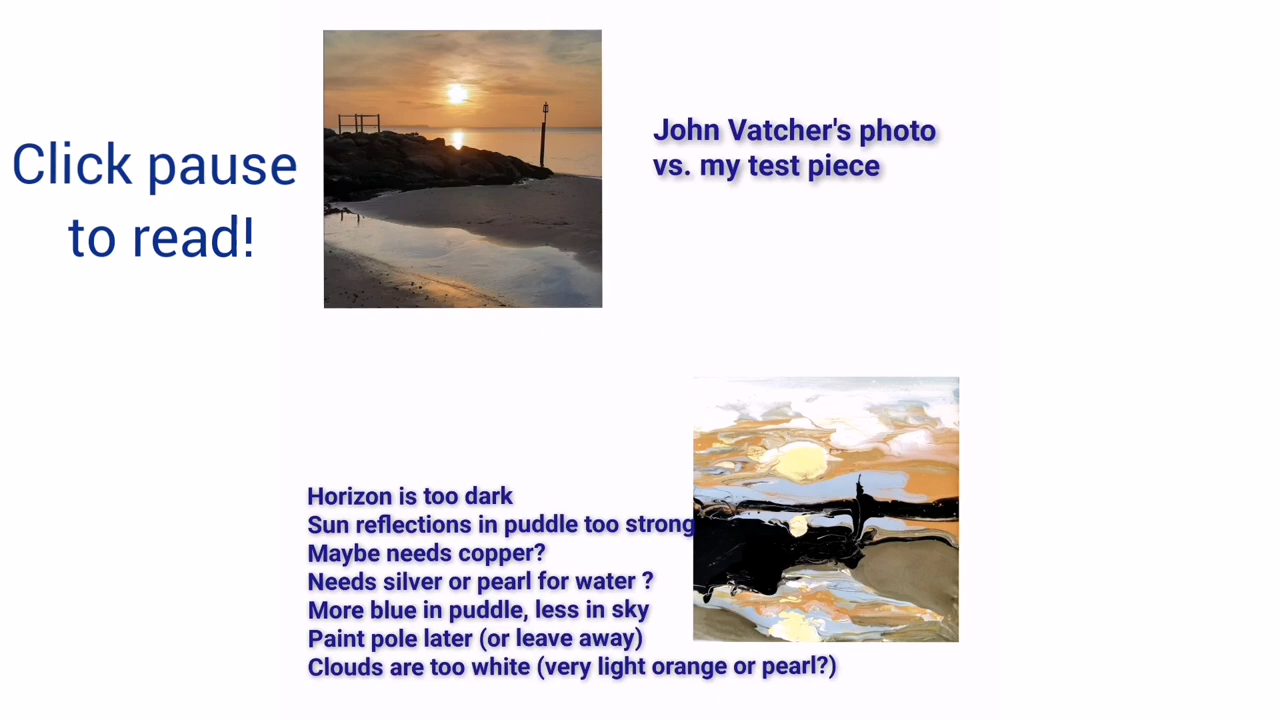 Click pause
to read!
John Vatcher's photo
vs. my test piece
Horizon is too dark
Sun reflections in puddle too strong
Maybe needs copper?
Needs silver or pearl for water ?
More blue in puddle, less in sky
Paint pole later (or leave away)
Clouds are too white (very light orange or pearl?)